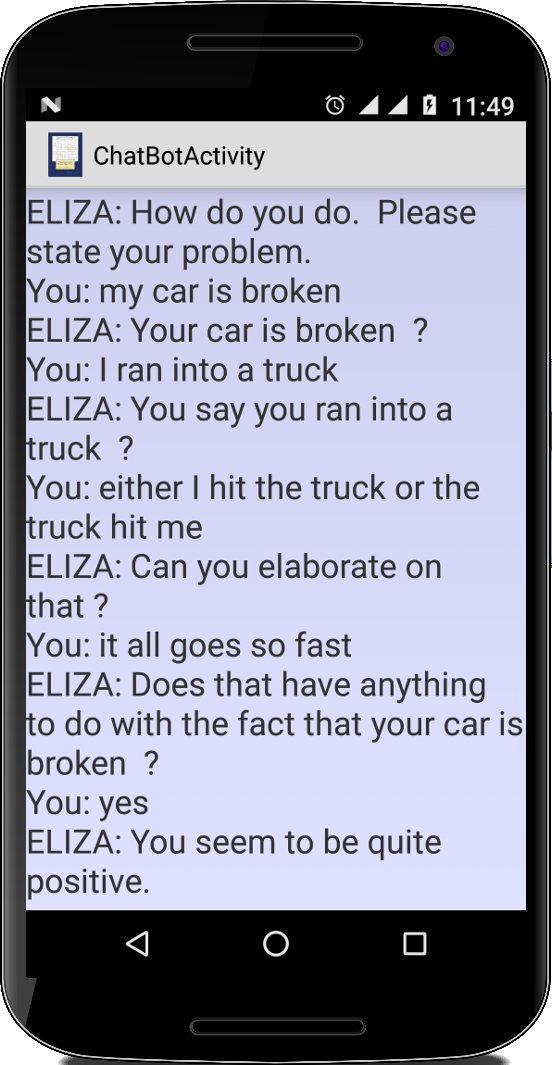 11:49
ChatBotActivity
ELIZA: How do you do.  Please
state your problem.
You: my car is broken
ELIZA: Your car is broken  ?
You: I ran into a truck
ELIZA: You say you ran into a
truck  ?
You: either I hit the truck or the
truck hit me
ELIZA: Can you elaborate on
that ?
You: it all goes so fast
ELIZA: Does that have anything
to do with the fact that your car is
broken  ?
You: yes
ELIZA: You seem to be quite
positive.